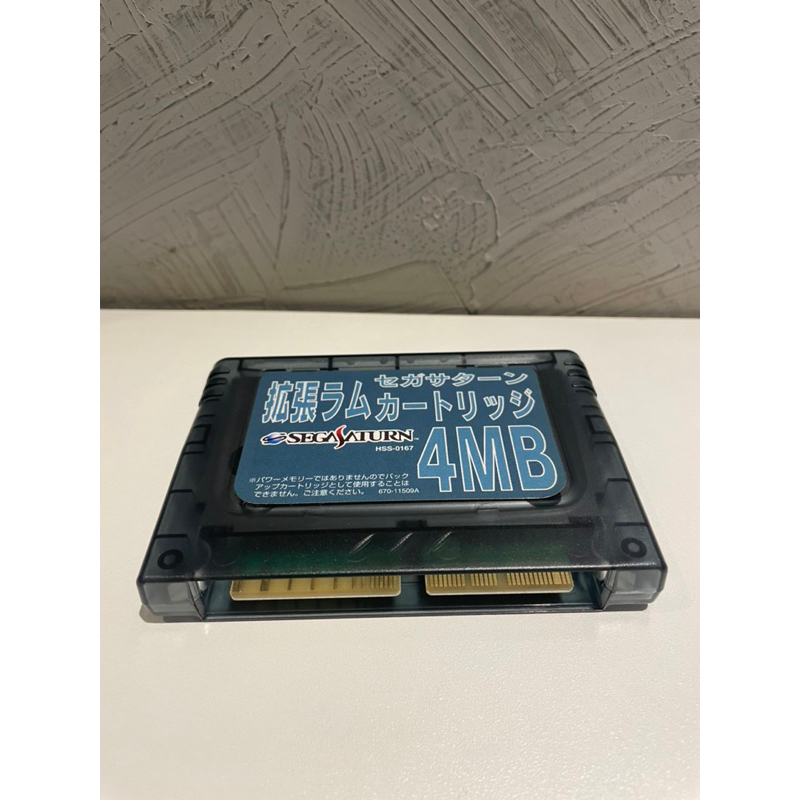 セガサターン
拡張ラムカートリッジ
SEGASATURN™
HSS-0167
4MB
※パワーメモリーではありませんのでバック
アップカートリッジとして使用することは
できません。ご注意ください。 670-11509A